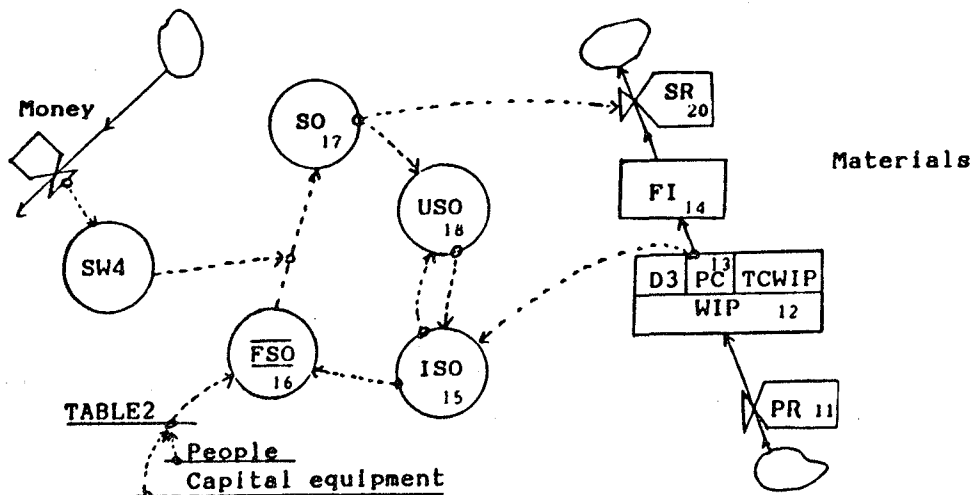 Money
SO
17
SR
20
Materials
USO
18
FI
14
SW4
D3 PC 13 TCWIP
WIP 12
FSO
16
ISO
15
TABLE2
PR 11
People
Capital equipment